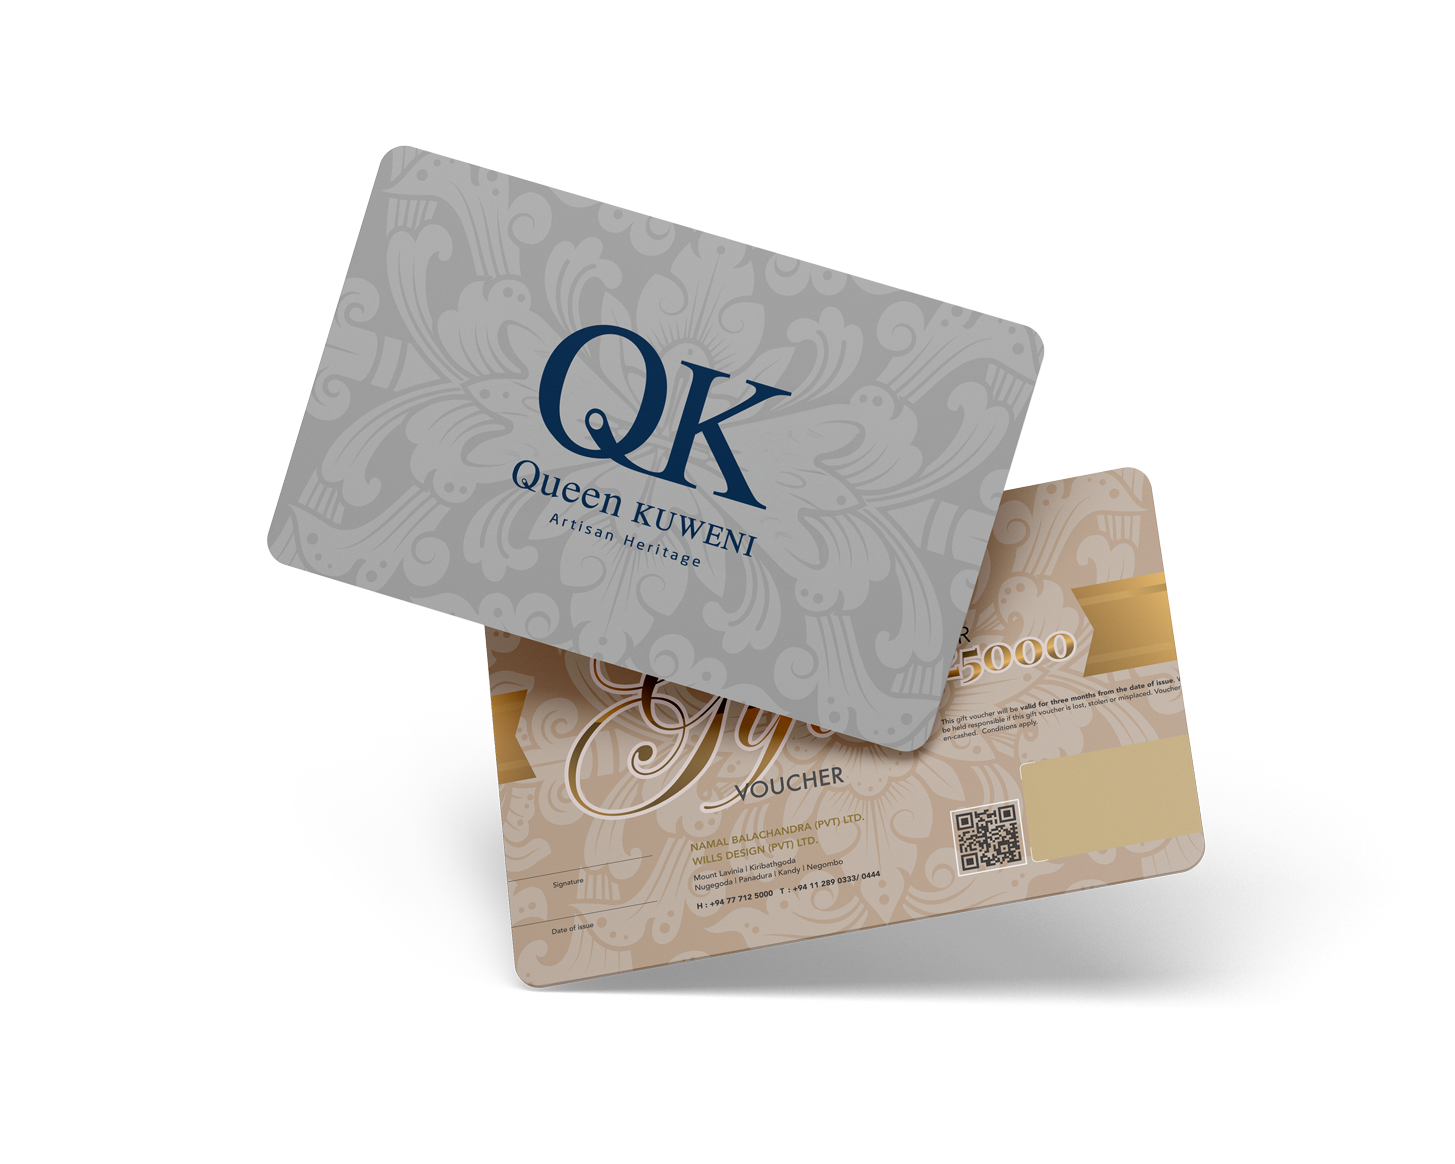 QK
Queen KUWENI
Artisan Heritage
R
5000
This gift voucher will be valid for three months from the date of issue.
be held responsible if this gift voucher is lost, stolen or misplaced. Voucher
en-cashed. Conditions apply.
VOUCHER
NAMAL BALACHANDRA (PVT) LTD.
WILLS DESIGN (PVT) LTD.
Mount Lavinia | Kiribathgoda
Nugegoda | Panadura | Kandy | Negombo
H : +94 77 712 5000 T : +94 11 289 0333/ 0444
Signature
Date of issue